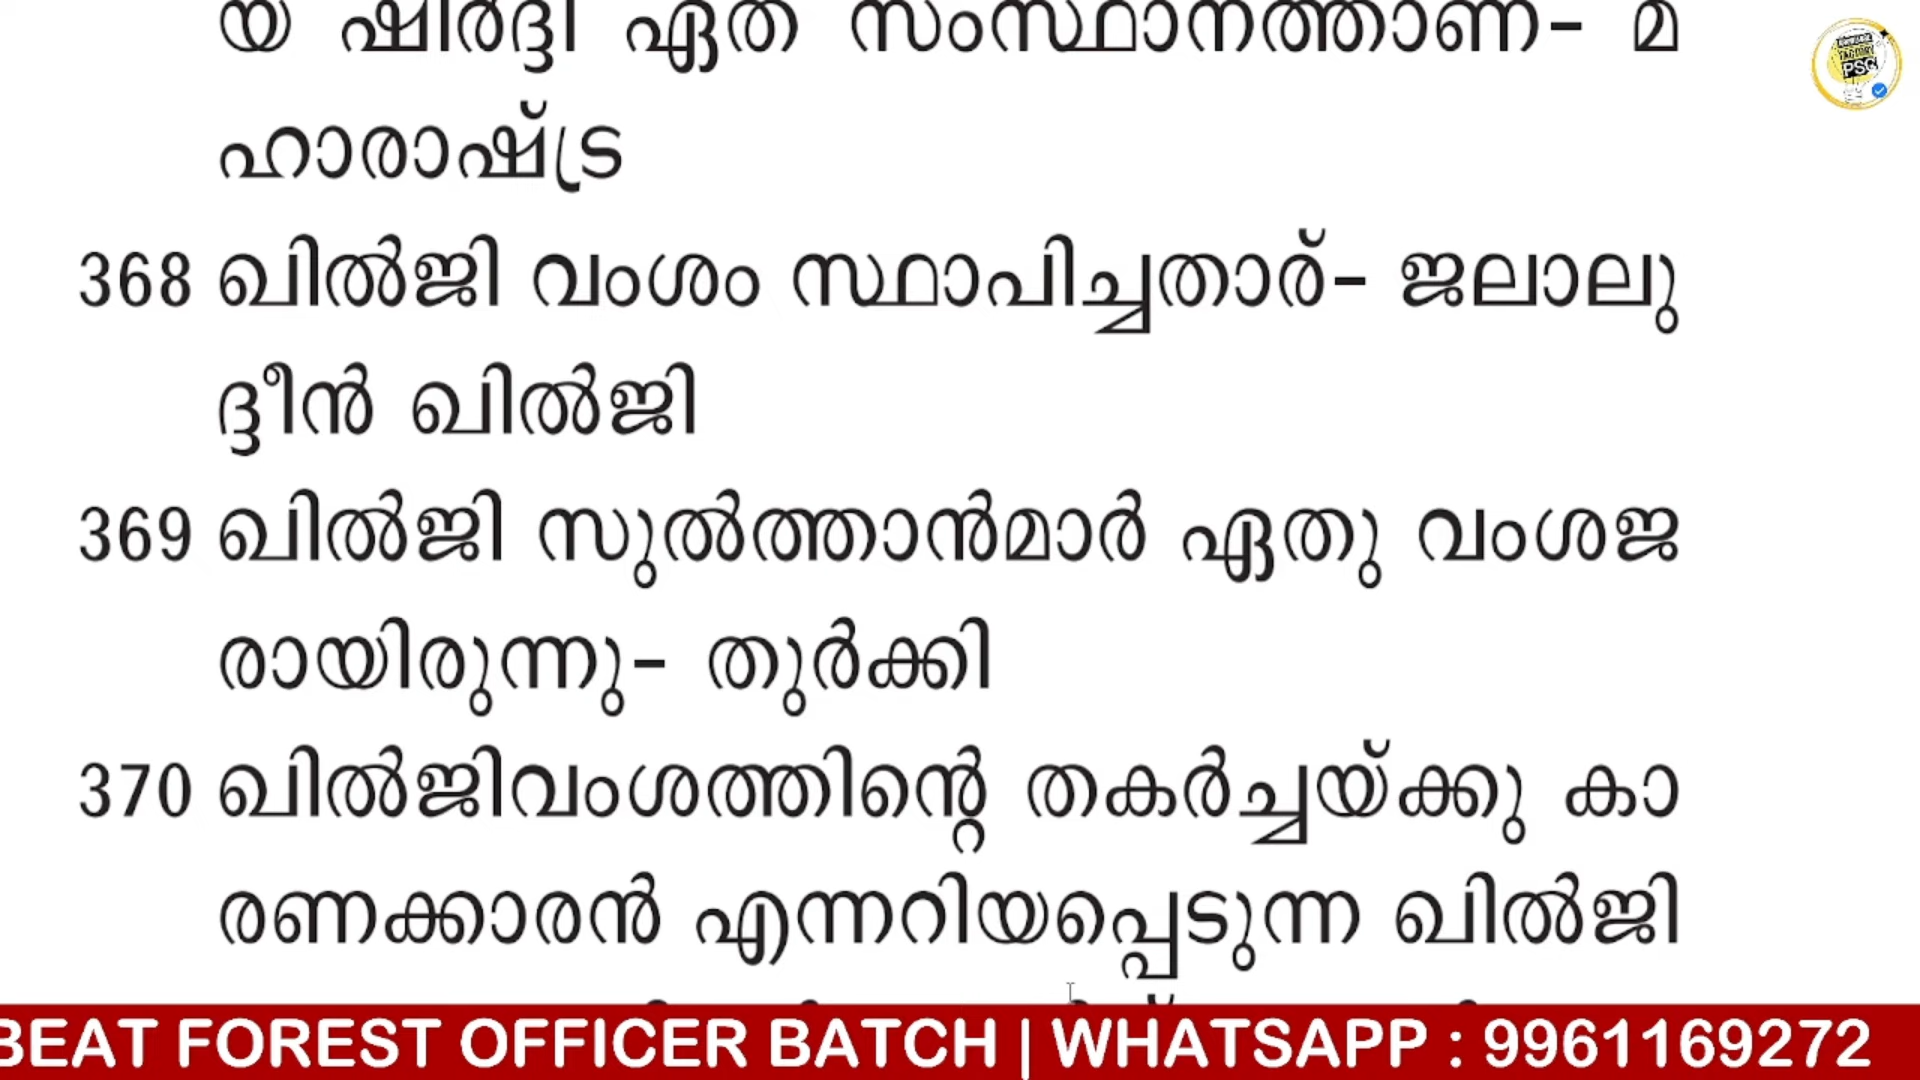 യ ഷിർദ്ദി ഏത് സംസ്ഥാനത്താണ്- മ
ഹാരാഷ്ട്ര
368 ഖിൽജി വംശം സ്ഥാപിച്ചതാര്- ജലാലു
ദ്ദീൻ ഖിൽജി
369 ഖിൽജി സുൽത്താൻമാർ ഏതു വംശജ
രായിരുന്നു- തുർക്കി
370 ഖിൽജിവംശത്തിന്റെ തകർച്ചയ്ക്കു കാ
രണക്കാരൻ എന്നറിയപ്പെടുന്ന ഖിൽജി
BEAT FOREST OFFICER BATCH | WHATSAPP : 9961169272
PSC